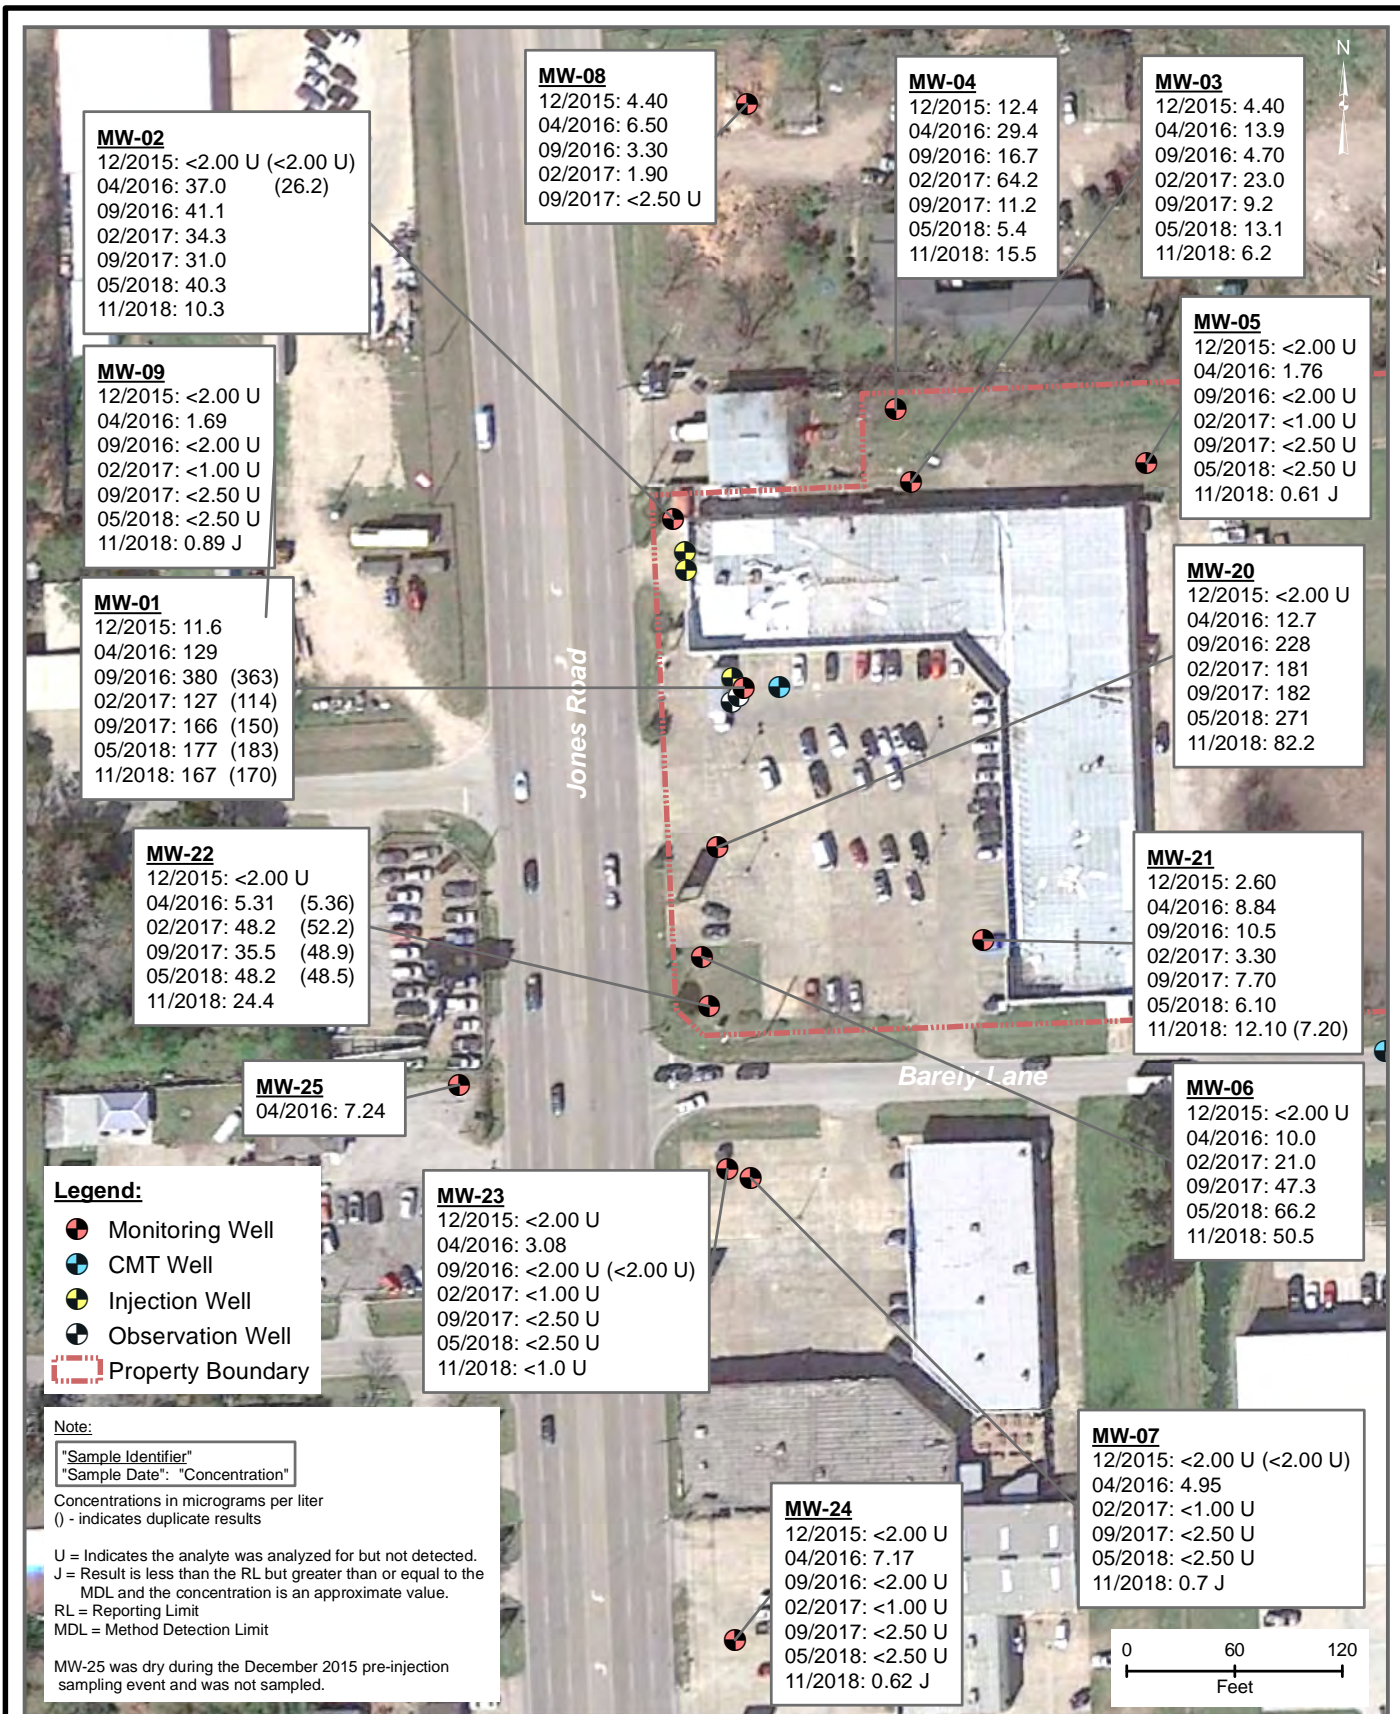 N
MW-08
12/2015: 4.40
04/2016: 6.50
09/2016: 3.30
02/2017: 1.90
09/2017: <2.50 U
MW-04
12/2015: 12.4
04/2016: 29.4
09/2016: 16.7
02/2017: 64.2
09/2017: 11.2
05/2018: 5.4
11/2018: 15.5
MW-03
12/2015: 4.40
04/2016: 13.9
09/2016: 4.70
02/2017: 23.0
09/2017: 9.2
05/2018: 13.1
11/2018: 6.2
MW-02
12/2015: <2.00 U (<2.00 U)
04/2016: 37.0 (26.2)
09/2016: 41.1
02/2017: 34.3
09/2017: 31.0
05/2018: 40.3
11/2018: 10.3
MW-05
12/2015: <2.00 U
04/2016: 1.76
09/2016: <2.00 U
02/2017: <1.00 U
09/2017: <2.50 U
05/2018: <2.50 U
11/2018: 0.61 J
MW-09
12/2015: <2.00 U
04/2016: 1.69
09/2016: <2.00 U
02/2017: <1.00 U
09/2017: <2.50 U
05/2018: <2.50 U
11/2018: 0.89 J
MW-20
12/2015: <2.00 U
04/2016: 12.7
09/2016: 228
02/2017: 181
09/2017: 182
05/2018: 271
11/2018: 82.2
MW-01
12/2015: 11.6
04/2016: 129
09/2016: 380 (363)
02/2017: 127 (114)
09/2017: 166 (150)
05/2018: 177 (183)
11/2018: 167 (170)
Jones Road
MW-22
12/2015: <2.00 U
04/2016: 5.31 (5.36)
02/2017: 48.2 (52.2)
09/2017: 35.5 (48.9)
05/2018: 48.2 (48.5)
11/2018: 24.4
MW-21
12/2015: 2.60
04/2016: 8.84
09/2016: 10.5
02/2017: 3.30
09/2017: 7.70
05/2018: 6.10
11/2018: 12.10 (7.20)
Barely Lane
MW-25
04/2016: 7.24
MW-06
12/2015: <2.00 U
04/2016: 10.0
02/2017: 21.0
09/2017: 47.3
05/2018: 66.2
11/2018: 50.5
Legend:
Monitoring Well
CMT Well
Injection Well
Observation Well
Property Boundary
MW-23
12/2015: <2.00 U
04/2016: 3.08
09/2016: <2.00 U (<2.00 U)
02/2017: <1.00 U
09/2017: <2.50 U
05/2018: <2.50 U
11/2018: <1.0 U
Note:
"Sample Identifier"
"Sample Date": "Concentration"
Concentrations in micrograms per liter
() - indicates duplicate results
U = Indicates the analyte was analyzed for but not detected.
J = Result is less than the RL but greater than or equal to the
MDL and the concentration is an approximate value.
RL = Reporting Limit
MDL = Method Detection Limit
MW-25 was dry during the December 2015 pre-injection
sampling event and was not sampled.
MW-07
12/2015: <2.00 U (<2.00 U)
04/2016: 4.95
02/2017: <1.00 U
09/2017: <2.50 U
05/2018: <2.50 U
11/2018: 0.7 J
MW-24
12/2015: <2.00 U
04/2016: 7.17
09/2016: <2.00 U
02/2017: <1.00 U
09/2017: <2.50 U
05/2018: <2.50 U
11/2018: 0.62 J
0 60 120
Feet